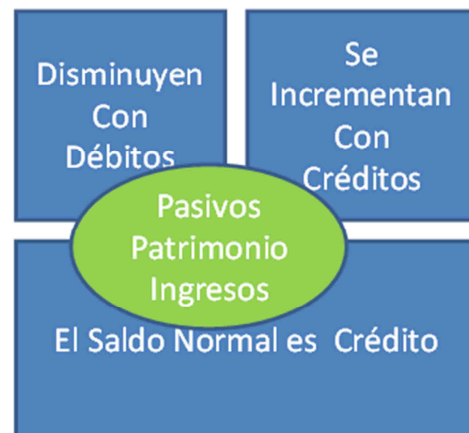 Disminuyen
Con
Débitos
Se
Incrementan
Con
Créditos
Pasivos
Patrimonio
Ingresos
El Saldo Normal es Crédito